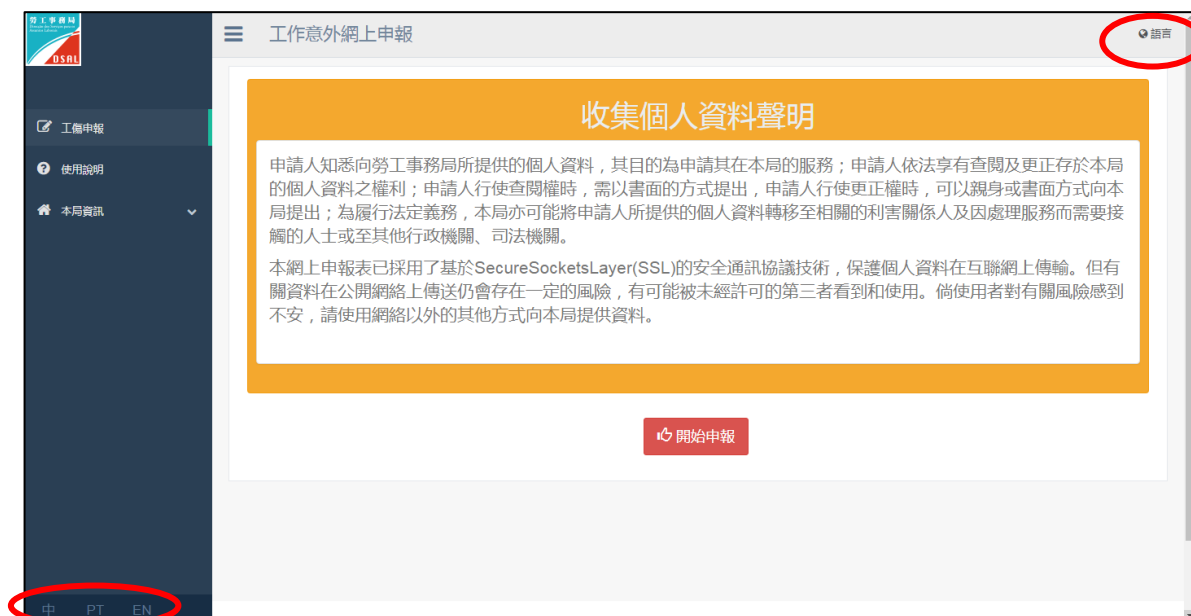 勞工事務局
DSAL
工作意外網上申報
語言
工傷申報
使用說明
本局資訊
收集個人資料聲明
申請人知悉向勞工事務局所提供的個人資料，其目的為申請其在本局的服務；申請人依法享有查閱及更正存於本局
的個人資料之權利；申請人行使查閱權時，需以書面的方式提出，申請人行使更正權時，可以親身或書面方式向本
局提出；為履行法定義務，本局亦可能將申請人所提供的個人資料轉移至相關的利害關係人及因處理服務而需要接
觸的人士或至其他行政機關、司法機關。
本網上申報表已採用了基於SecureSocketsLayer(SSL)的安全通訊協議技術，保護個人資料在互聯網上傳輸。但有
關資料在公開網絡上傳送仍會存在一定的風險，有可能被未經許可的第三者看到和使用。倘使用者對有關風險感到
不安，請使用網絡以外的其他方式向本局提供資料。
開始申報
中 PT EN